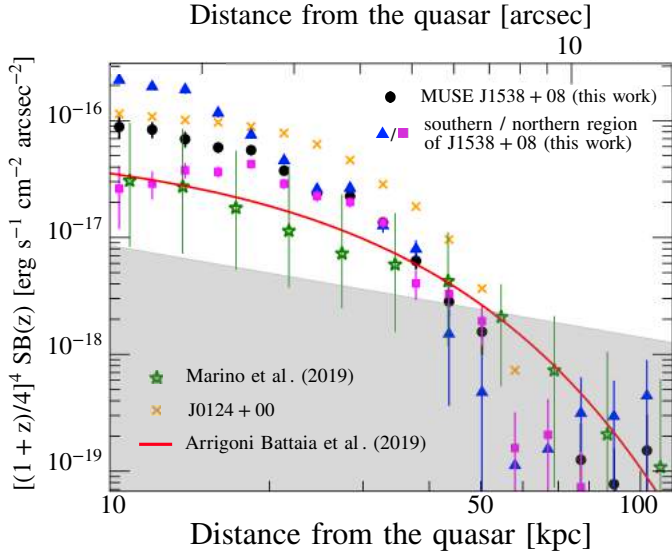 Distance from the quasar [arcsec]
10
[(1 + z)/4]⁴ SB(z) [erg s⁻¹ cm⁻² arcsec⁻²]
10⁻¹⁶
10⁻¹⁷
10⁻¹⁸
10⁻¹⁹
MUSE J1538 + 08 (this work)
/ southern / northern region
of J1538 + 08 (this work)
Marino et al. (2019)
J0124 + 00
Arrigoni Battaia et al. 2019)
10 50 100
Distance from the quasar [kpc]